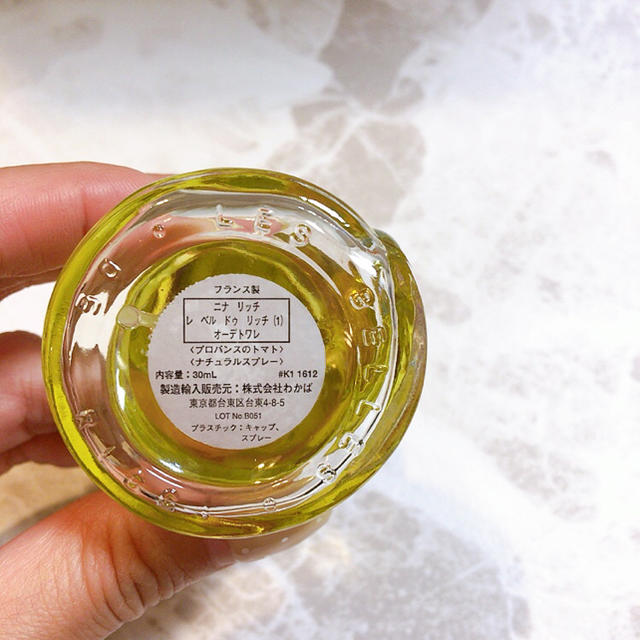 LES BELLES DE RICCI
フランス製
ニナ リッチ
レ ベル ドゥ リッチ (1)
オーデトワレ
〈プロバンスのトマト〉
〈ナチュラルスプレー〉
内容量：30mL #K1 1612
製造輸入販売元：株式会社わかば
東京都台東区台東4-8-5
LOT No.B051
プラスチック：キャップ、
スプレー